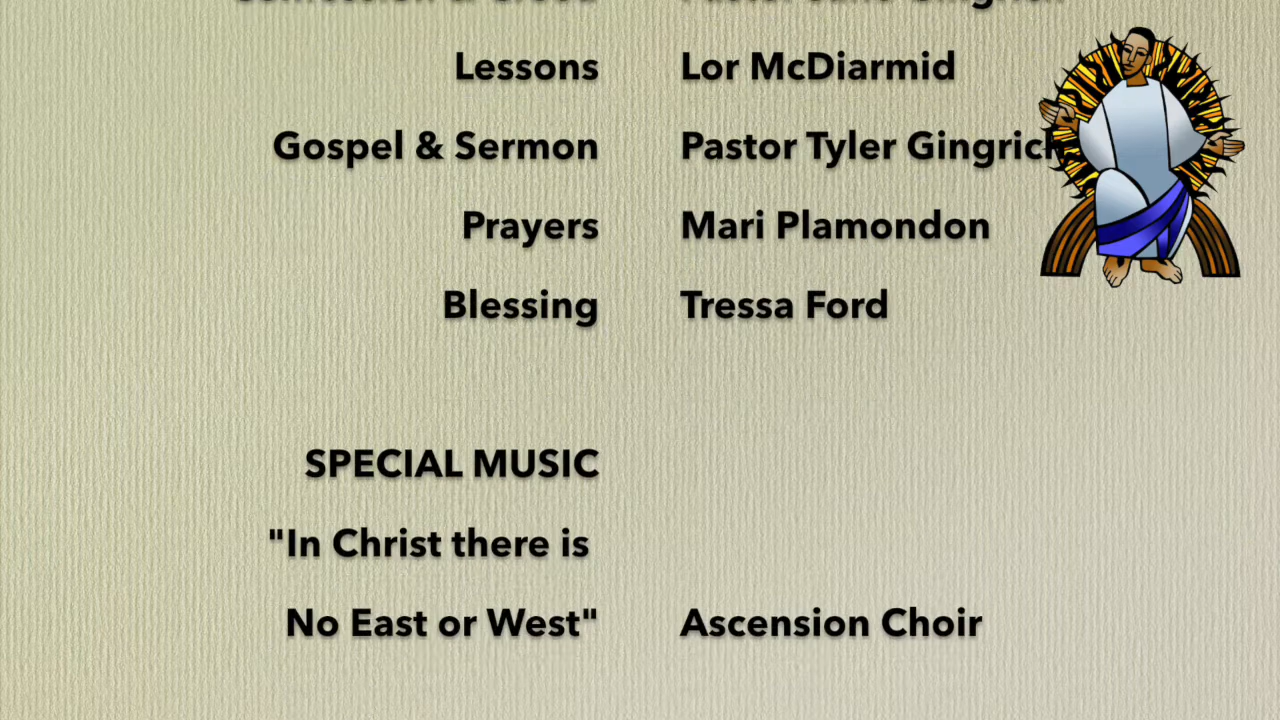 Lessons Lor McDiarmid
Gospel & Sermon Pastor Tyler Gingrich
Prayers Mari Plamondon
Blessing Tressa Ford
SPECIAL MUSIC
"In Christ there is
No East or West" Ascension Choir